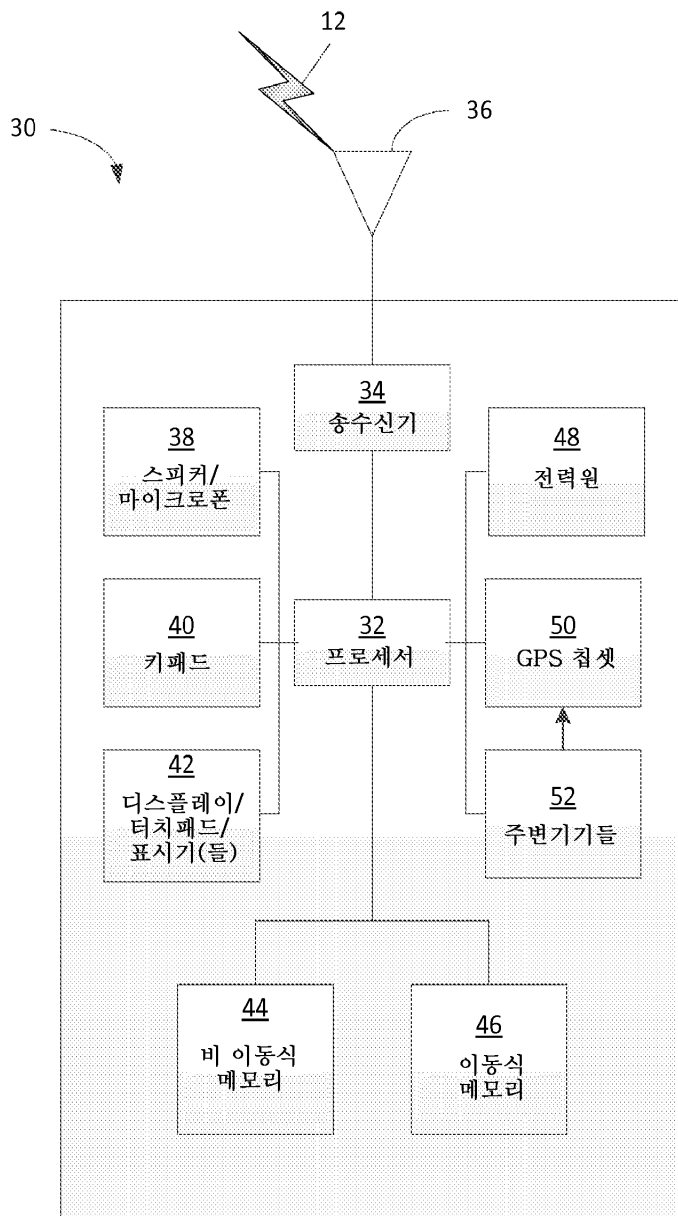 12
36
30
34
송수신기
38
스피커/
마이크로폰
48
전력원
40
키패드
32
프로세서
50
GPS 칩셋
42
디스플레이/
터치패드/
표시기(들)
52
주변기기들
44
비 이동식
메모리
46
이동식
메모리